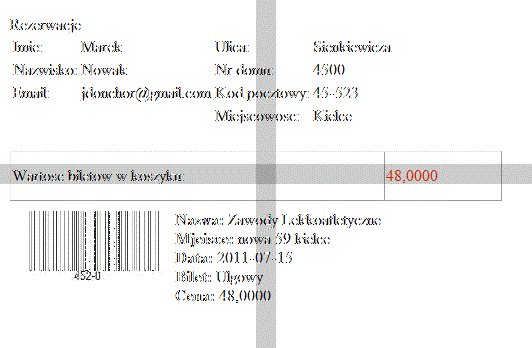 Rezerwacje
Imie: Marek Ulica: Sienkiewicza
Nazwisko: Nowak Nr domu: 4500
Email: jdonchor@gmail.com Kod pocztowy: 45-523
Miejscowosc: Kielce
Wartosc biletow w koszyku: 48,0000
Nazwa: Zawody Lekkoatletyczne
Miejsce: nowa 59 kielce
Data: 2011-07-15
Bilet: Ulgowy
Cena: 48,0000
452-0